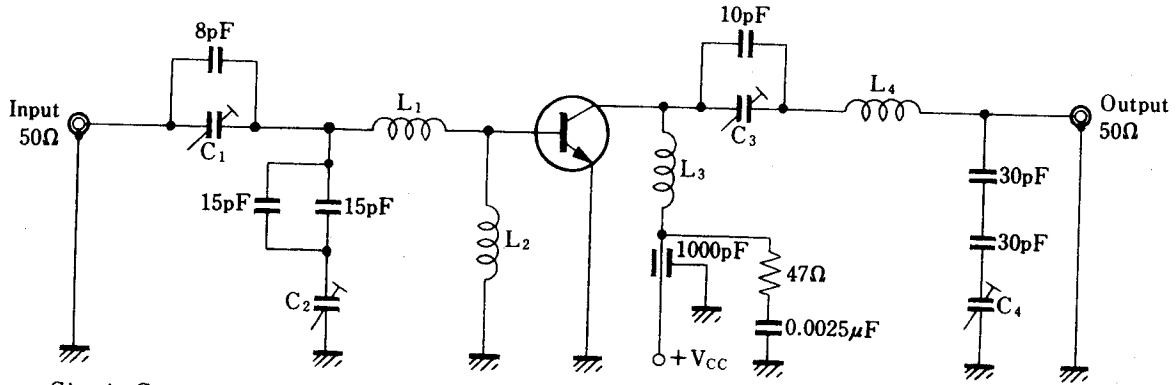 8pF
Input
50Ω
C₁
L₁
15pF
15pF
C₂
L₂
10pF
C₃
L₄
Output
50Ω
L₃
1000pF
47Ω
0.0025μF
+VCC
30pF
30pF
C₄